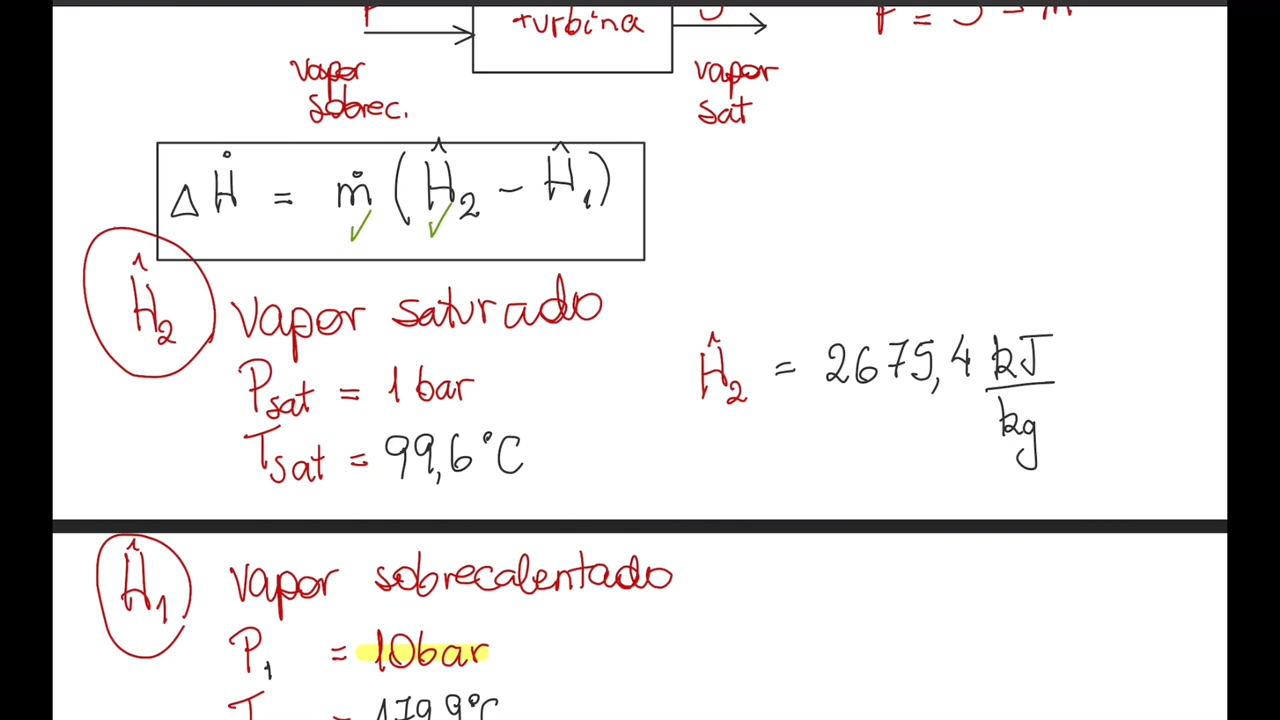 turbina
vapor
sobrec.
vapor
sat
ΔḢ = ṁ (Ĥ₂ - Ĥ₁)
Ĥ₂ vapor saturado
Psat = 1 bar
Tsat = 99,6°C
Ĥ₂ = 2675,4 kJ/kg
Ĥ₁ vapor sobrecalentado
P₁ = 10bar